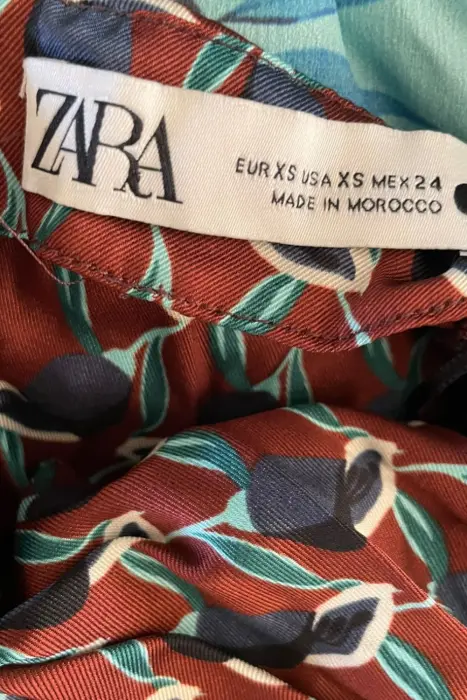 ZARA
EUR XS USA XS MEX 24
MADE IN MOROCCO